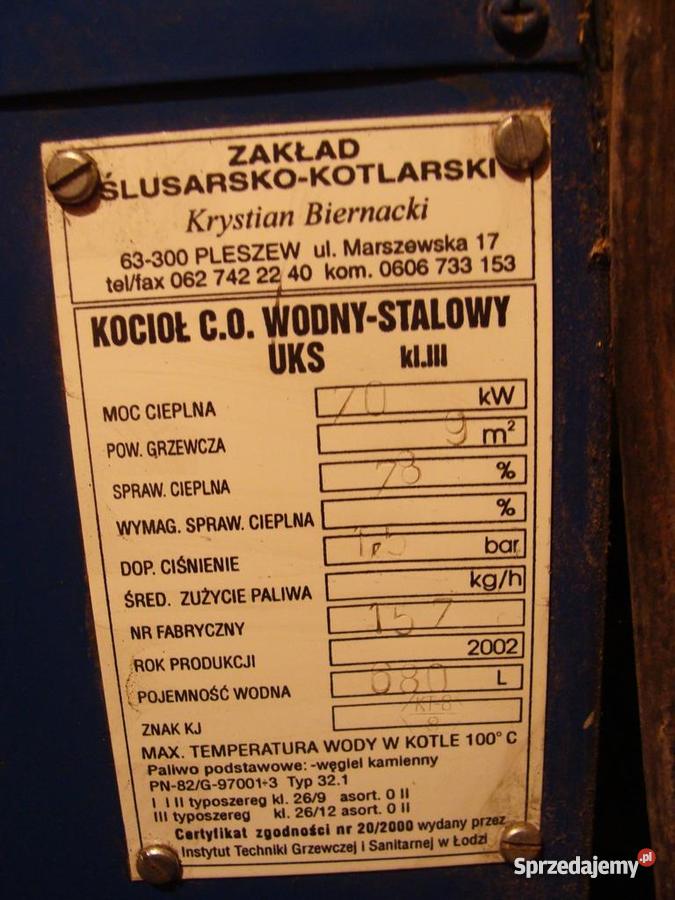 ZAKŁAD
ŚLUSARSKO-KOTLARSKI
Krystian Biernacki
63-300 PLESZEW ul. Marszewska 17
tel/fax 062 742 22 40 kom. 0606 733 153
KOCIOŁ C.O. WODNY-STALOWY
UKS kl.III
MOC CIEPLNA 70 kW
POW. GRZEWCZA 9 m²
SPRAW. CIEPLNA 78 %
WYMAG. SPRAW. CIEPLNA %
DOP. CIŚNIENIE 1,5 bar
ŚRED. ZUŻYCIE PALIWA kg/h
NR FABRYCZNY 157
ROK PRODUKCJI 2002
POJEMNOŚĆ WODNA 680 L
ZNAK KJ KT-8
MAX. TEMPERATURA WODY W KOTLE 100°C
Paliwo podstawowe: -węgiel kamienny
PN-82/G-97001÷3 Typ 32.1
I I II typoszereg kl. 26/9 asort. 0 II
III typoszereg kl. 26/12 asort. 0 II
Certyfikat zgodności nr 20/2000 wydany przez
Instytut Techniki Grzewczej i Sanitarnej w Łodzi
Sprzedajemy.pl